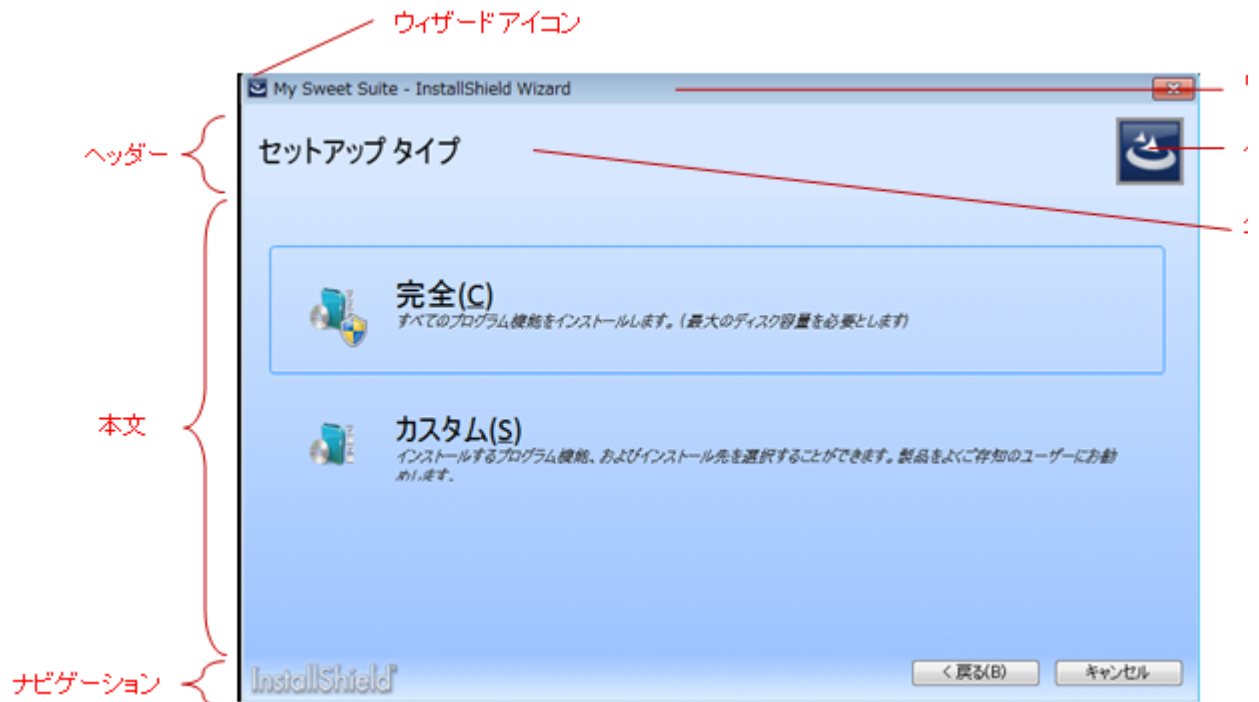 ウィザード アイコン
My Sweet Suite - InstallShield Wizard
ヘッダー
セットアップ タイプ
完全(C)
すべてのプログラム機能をインストールします。(最大のディスク容量を必要とします)
本文
カスタム(S)
インストールするプログラム機能、およびインストール先を選択することができます。製品をよくご存知のユーザーにお勧
めします。
ナビゲーション
InstallShield
< 戻る(B)
キャンセル